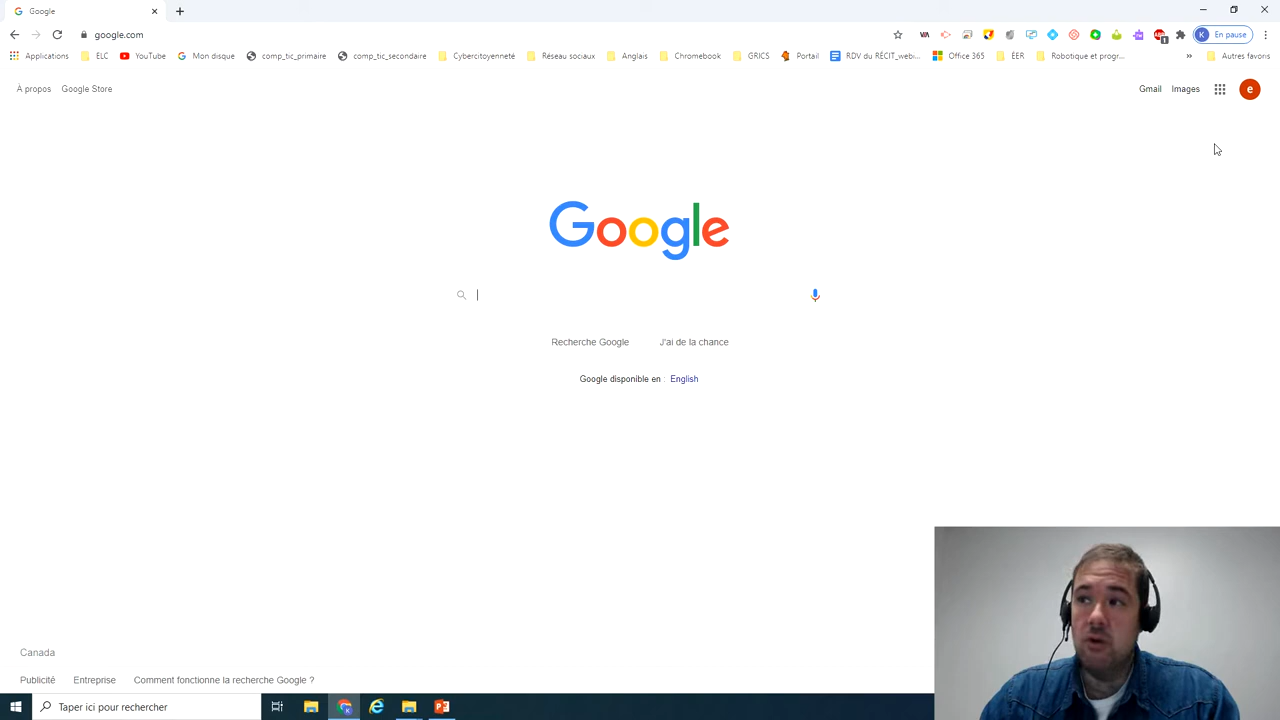 Google
google.com
K En pause
Applications ELC YouTube Mon disque comp_tic_primaire comp_tic_secondaire Cybercitoyenneté Réseau sociaux Anglais Chromebook GRICS Portail RDV du RÉCIT_webi... Office 365 ÉER Robotique et progr... » Autres favoris
À propos Google Store Gmail Images e
Google
Recherche Google J'ai de la chance
Google disponible en : English
Canada
Publicité Entreprise Comment fonctionne la recherche Google ?
Taper ici pour rechercher